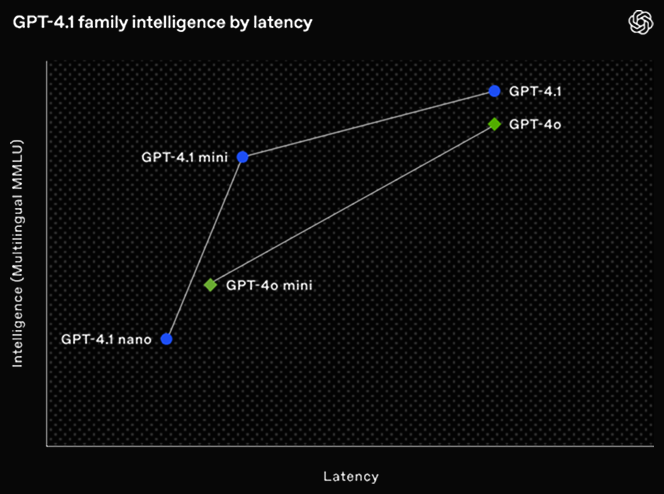 GPT-4.1 family intelligence by latency
GPT-4.1
GPT-4o
GPT-4.1 mini
GPT-4o mini
GPT-4.1 nano
Intelligence (Multilingual MMLU)
Latency